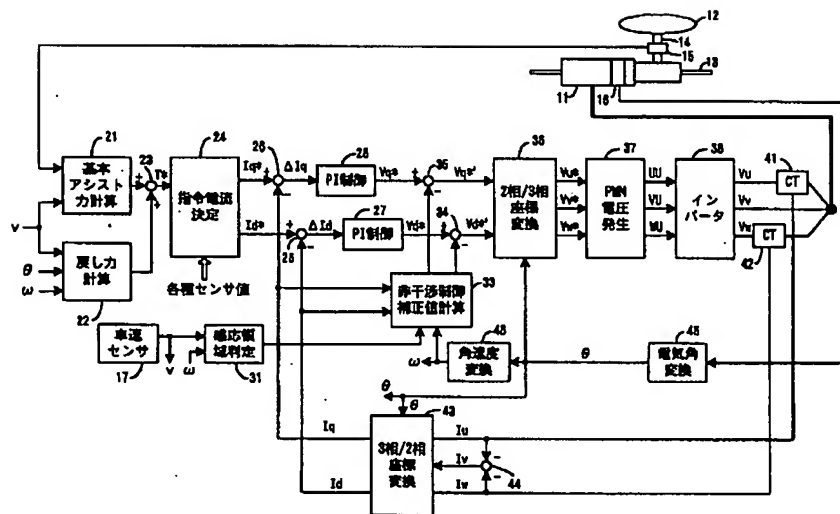 12
14
15
13
11
16
21
基本
アシスト
力計算
23
T*
24
指令電流
決定
Iq*
26
ΔIq
28
PI制御
Vq*
35
Vq*'
36
2相/3相
座標
変換
Vu*
Vv*
Vw*
37
PWM
電圧
発生
UU
VU
WU
38
イン
バータ
Vu
Vv
Vw
41
CT
CT
42
Id*
25
ΔId
27
PI制御
Vd*
34
Vd*'
v
θ
ω
戻し力
計算
22
各種センサ値
非干渉制御
補正値計算
33
車速
センサ
17
v
感応領
域判定
31
ω
ω
48
角速度
変換
θ
45
電気角
変換
θ
θ
43
3相/2相
座標
変換
Iq
Id
Iu
Iv
Iw
44